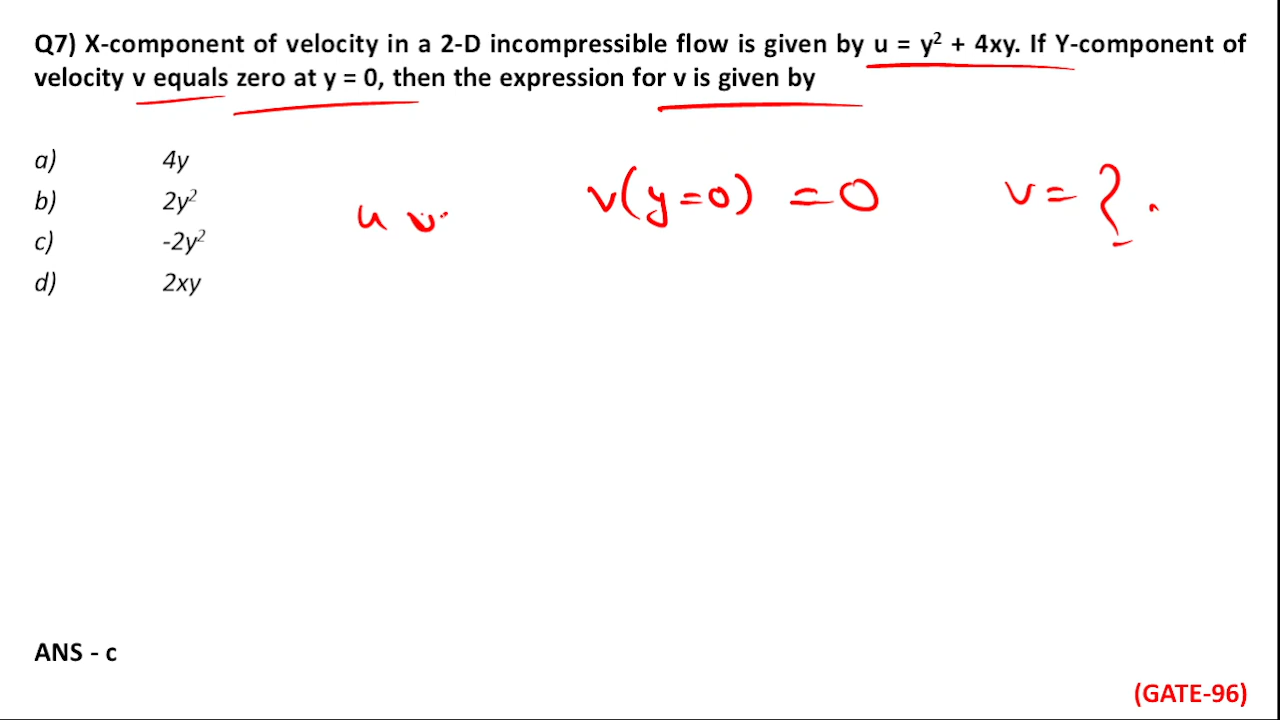 Q7) X-component of velocity in a 2-D incompressible flow is given by u = y² + 4xy. If Y-component of
velocity v equals zero at y = 0, then the expression for v is given by
a) 4y
b) 2y²
c) -2y²
d) 2xy
u v
v(y=0) = 0
v = ? .
ANS - c
(GATE-96)